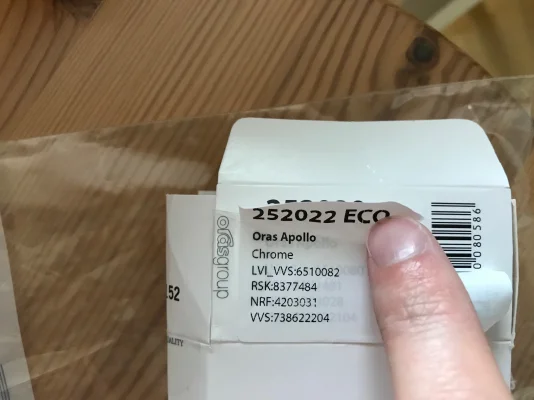 252022 ECO
Oras Apollo
Chrome
LVI_VVS:6510082
RSK:8377484
NRF:4203031
VVS:738622204
orasgroup
0080586